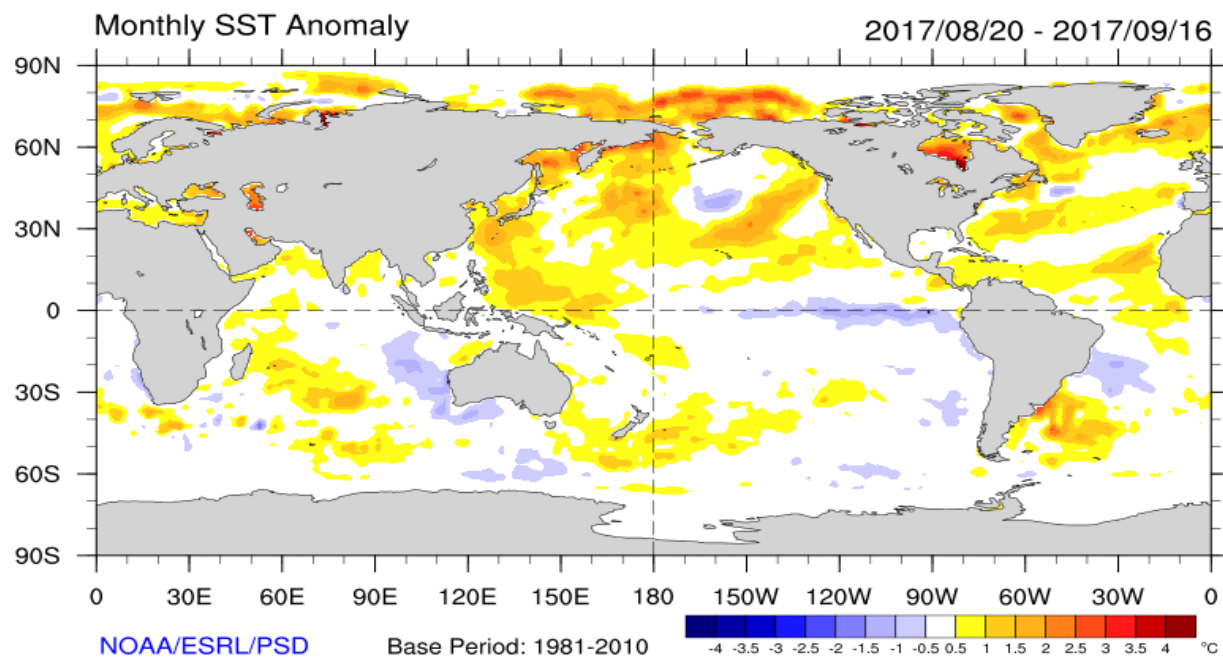 Monthly SST Anomaly 2017/08/20 - 2017/09/16
90N
60N
30N
0
30S
60S
90S
0 30E 60E 90E 120E 150E 180 150W 120W 90W 60W 30W 0
NOAA/ESRL/PSD Base Period: 1981-2010
-4 -3.5 -3 -2.5 -2 -1.5 -1 -0.5 0.5 1 1.5 2 2.5 3 3.5 4 °C